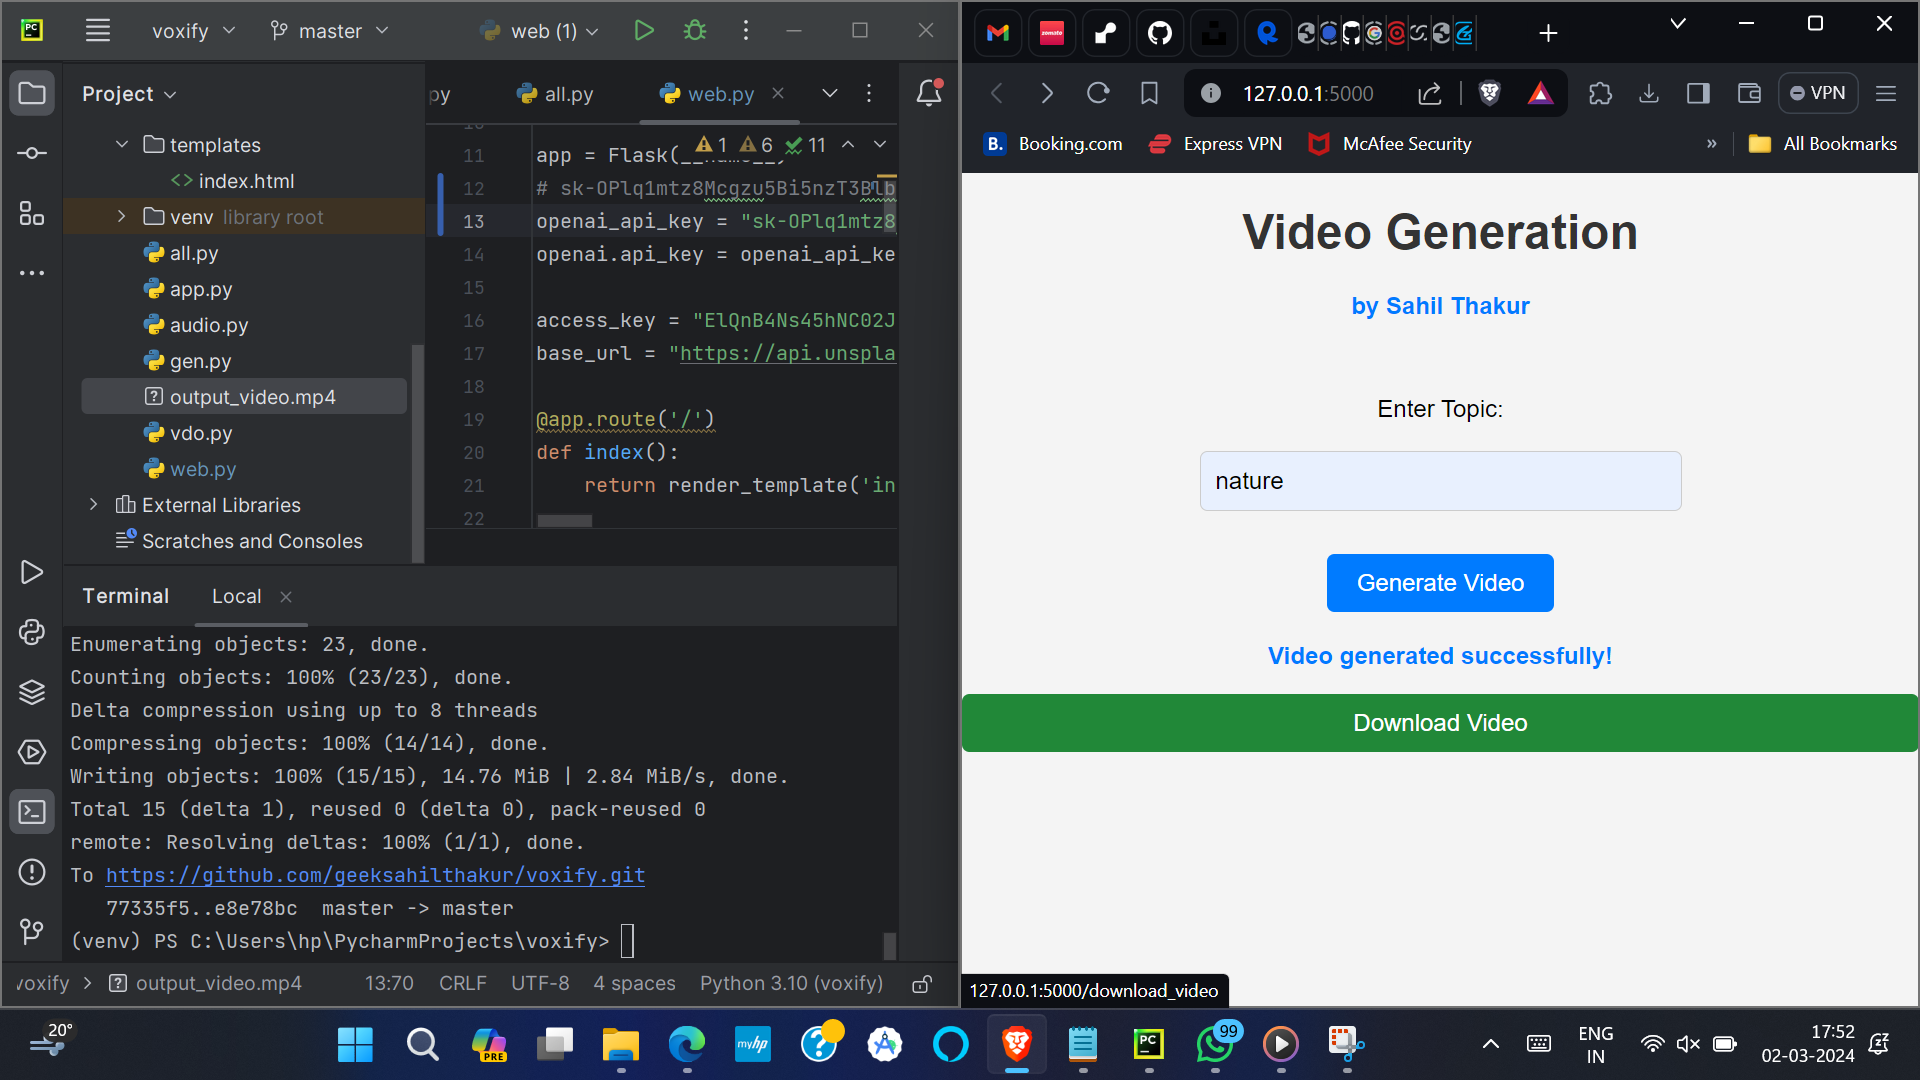 voxify
master
web (1)
Project
templates
index.html
venv library root
all.py
app.py
audio.py
gen.py
output_video.mp4
vdo.py
web.py
External Libraries
Scratches and Consoles
py
all.py
web.py
1 6 11
11 app = Flask(
12 # sk-OPlq1mtz8Mcgzu5Bi5nzT3Blb
13 openai_api_key = "sk-OPlq1mtz8
14 openai.api_key = openai_api_ke
15
16 access_key = "ElQnB4Ns45hNC02J
17 base_url = "https://api.unspla
18
19 @app.route('/')
20 def index():
21 return render_template('in
22
Terminal Local
Enumerating objects: 23, done.
Counting objects: 100% (23/23), done.
Delta compression using up to 8 threads
Compressing objects: 100% (14/14), done.
Writing objects: 100% (15/15), 14.76 MiB | 2.84 MiB/s, done.
Total 15 (delta 1), reused 0 (delta 0), pack-reused 0
remote: Resolving deltas: 100% (1/1), done.
To https://github.com/geeksahilthakur/voxify.git
77335f5..e8e78bc master -> master
(venv) PS C:\Users\hp\PycharmProjects\voxify>
voxify > output_video.mp4 13:70 CRLF UTF-8 4 spaces Python 3.10 (voxify)
zomato
127.0.0.1:5000
VPN
B. Booking.com
Express VPN
McAfee Security
»
All Bookmarks
Video Generation
by Sahil Thakur
Enter Topic:
nature
Generate Video
Video generated successfully!
Download Video
127.0.0.1:5000/download_video
20°
PRE
myhp
PC
99
ENG
IN
17:52
02-03-2024